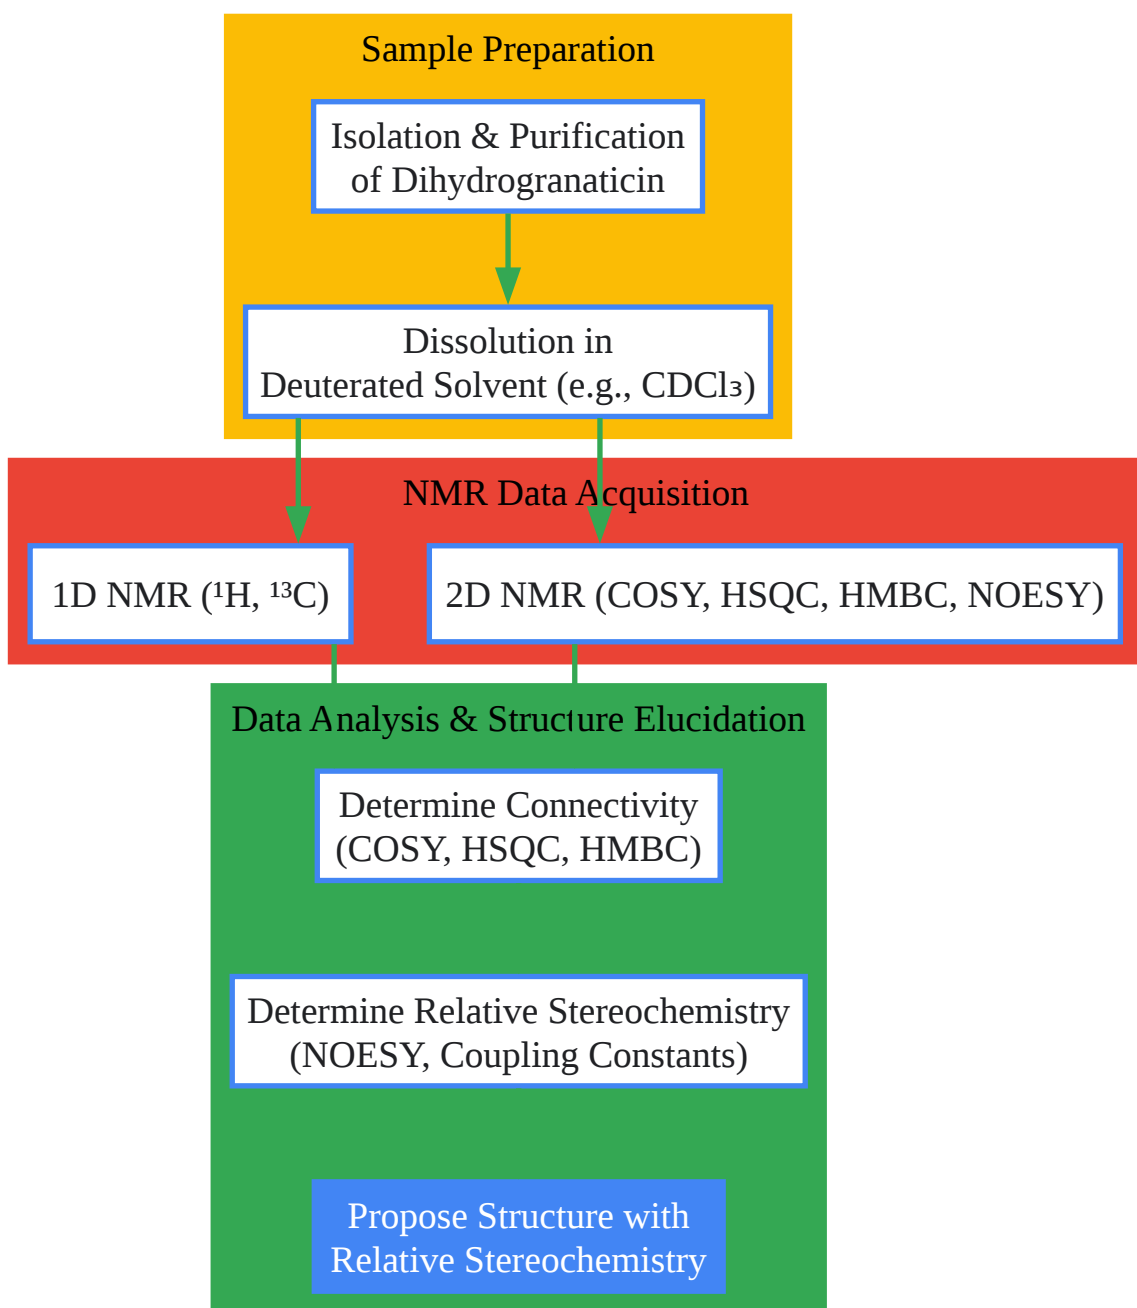 Sample Preparation
Isolation & Purification
of Dihydrogranaticin
Dissolution in
Deuterated Solvent (e.g., CDCl₃)
NMR Data Acquisition
1D NMR (¹H, ¹³C)
2D NMR (COSY, HSQC, HMBC, NOESY)
Data Analysis & Structure Elucidation
Determine Connectivity
(COSY, HSQC, HMBC)
Determine Relative Stereochemistry
(NOESY, Coupling Constants)
Propose Structure with
Relative Stereochemistry